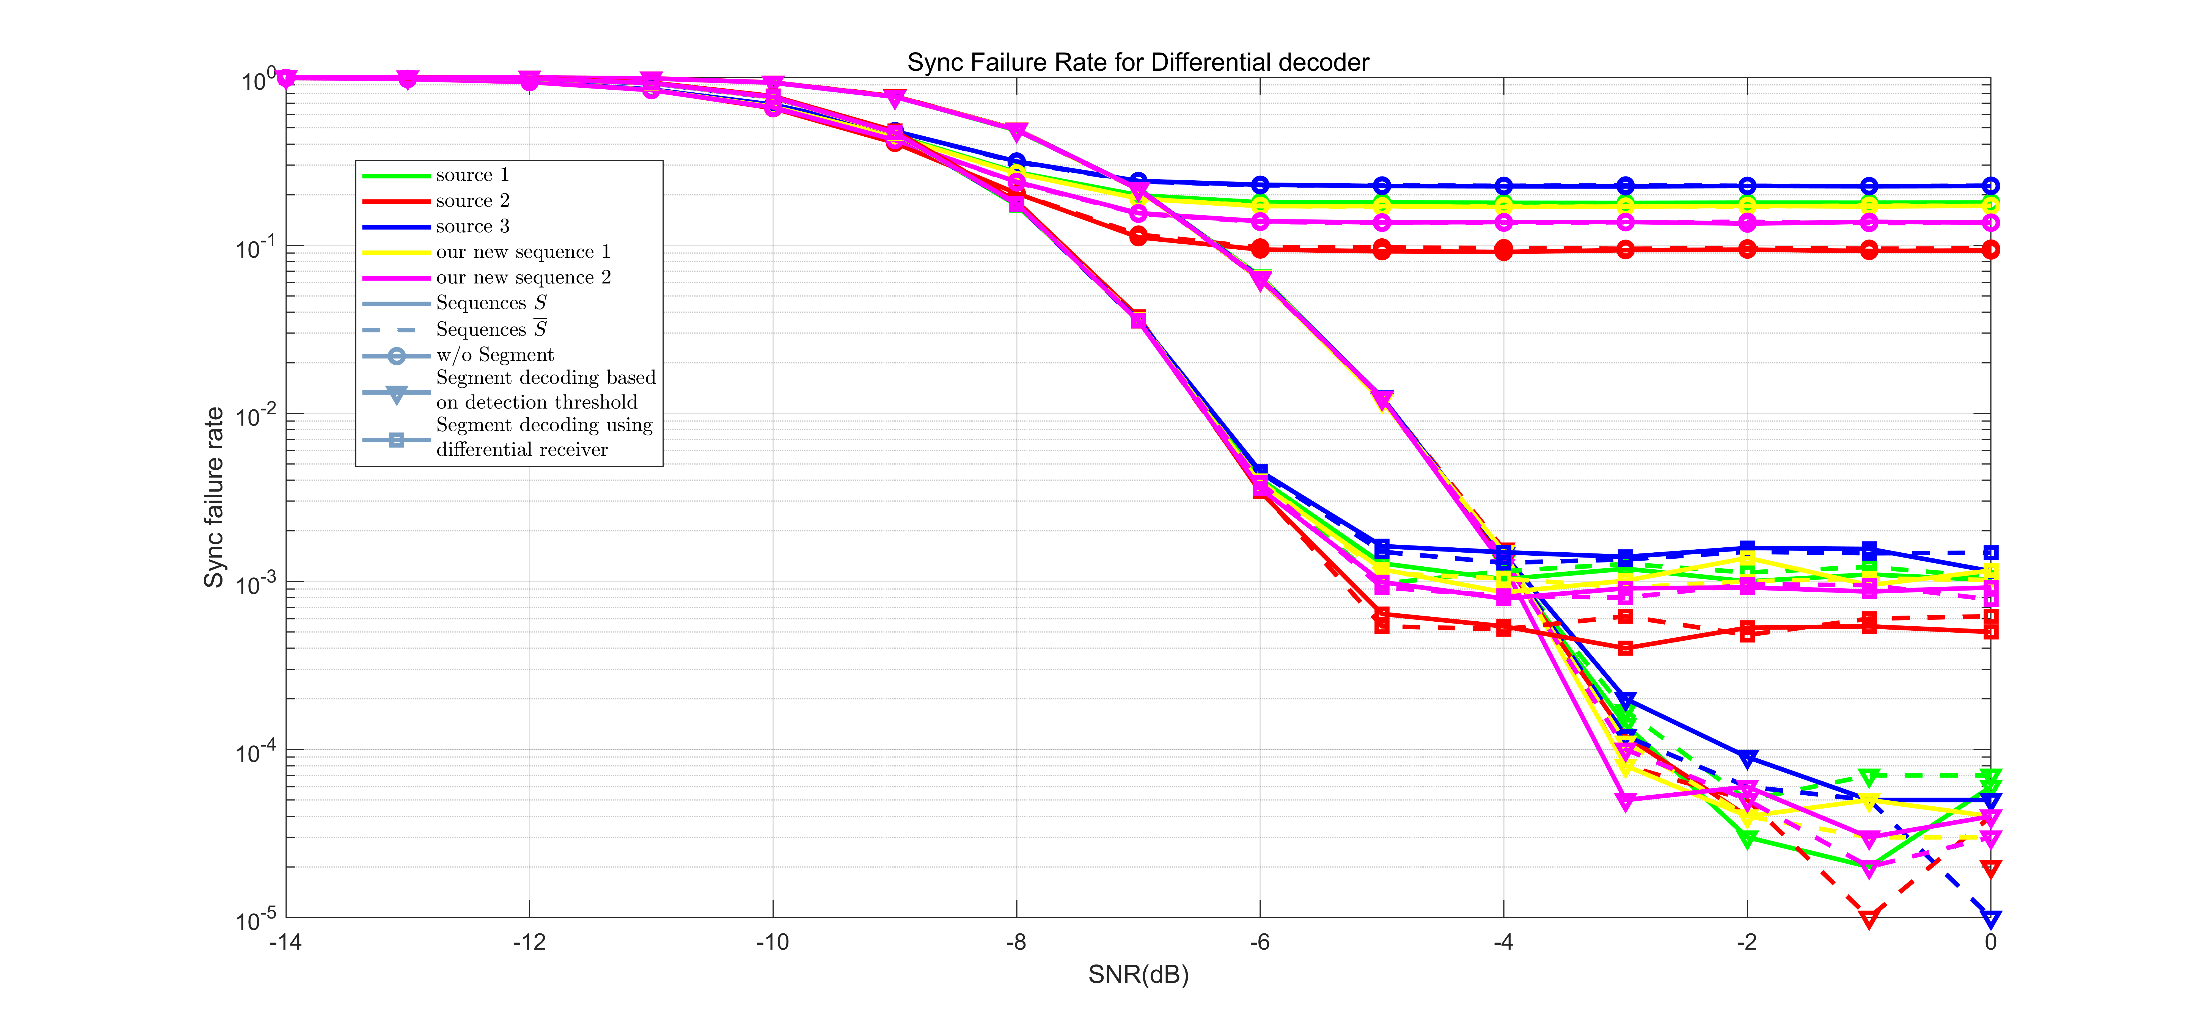 Sync Failure Rate for Differential decoder
Sync failure rate
10^0
10^-1
10^-2
10^-3
10^-4
10^-5
source 1
source 2
source 3
our new sequence 1
our new sequence 2
Sequences S
Sequences S̅
w/o Segment
Segment decoding based
on detection threshold
Segment decoding using
differential receiver
-14 -12 -10 -8 -6 -4 -2 0
SNR(dB)